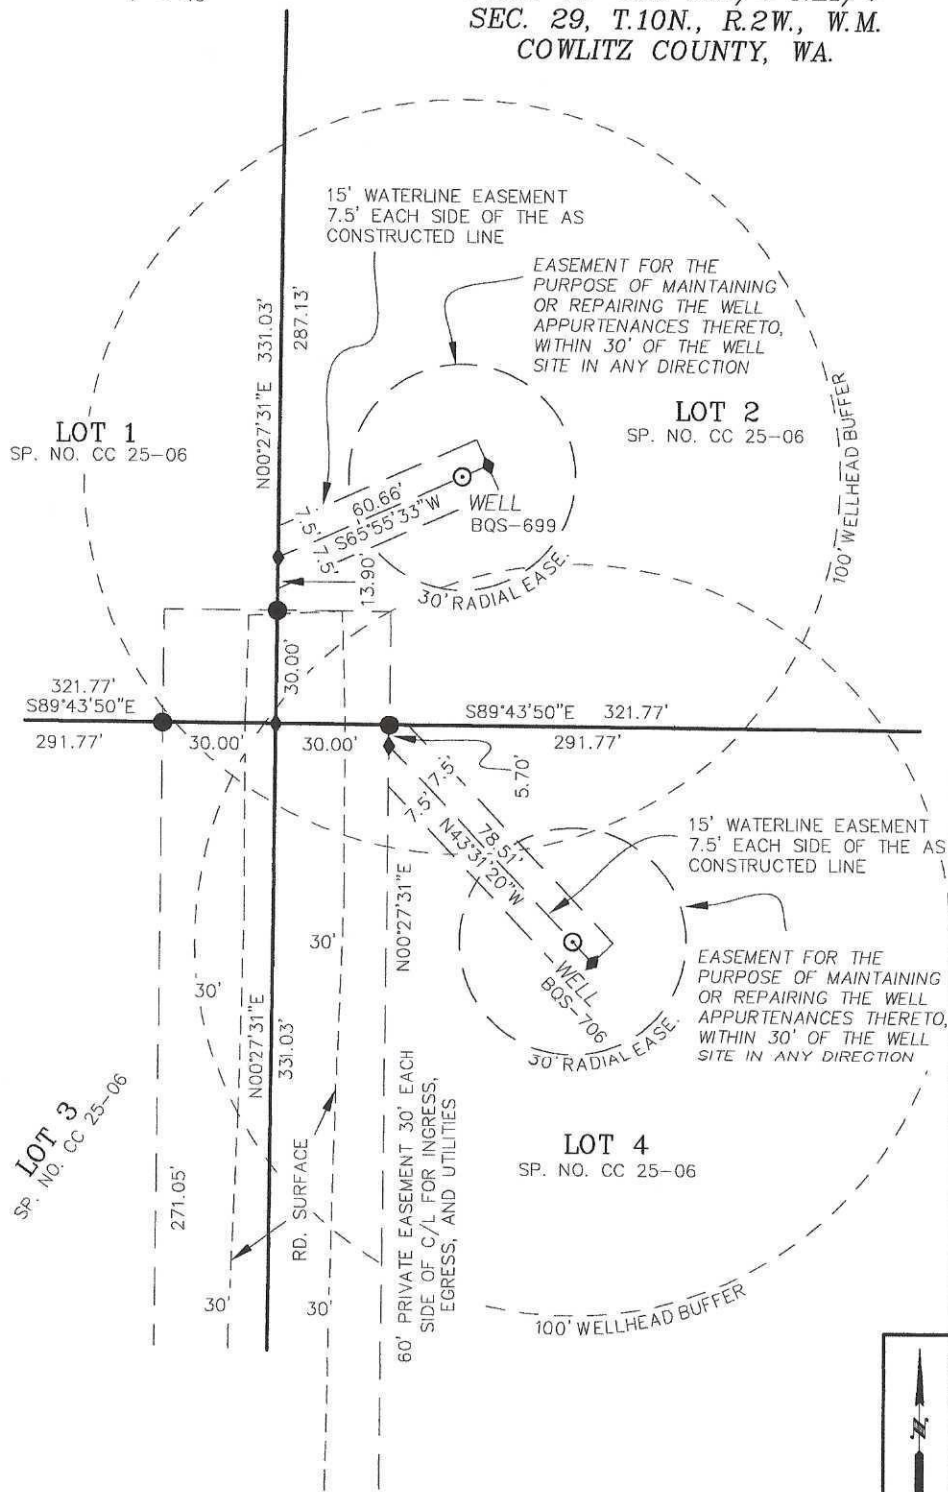 SEC. 29, T.10N., R.2W., W.M.
COWLITZ COUNTY, WA.
15' WATERLINE EASEMENT
7.5' EACH SIDE OF THE AS
CONSTRUCTED LINE
EASEMENT FOR THE
PURPOSE OF MAINTAINING
OR REPAIRING THE WELL
APPURTENANCES THERETO,
WITHIN 30' OF THE WELL
SITE IN ANY DIRECTION
N00°27'31"E 331.03'
287.13'
LOT 1
SP. NO. CC 25-06
LOT 2
SP. NO. CC 25-06
100' WELLHEAD BUFFER
60.66'
S65°55'33"W
7.5' 7.5'
WELL
BQS-699
13.90'
30' RADIAL EASE.
30.00'
321.77'
S89°43'50"E
291.77'
30.00'
30.00'
S89°43'50"E 321.77'
291.77'
5.70'
7.5' 7.5'
78.51'
N43°31'20"W
15' WATERLINE EASEMENT
7.5' EACH SIDE OF THE AS
CONSTRUCTED LINE
N00°27'31"E
30'
30'
WELL
BQS-706
30' RADIAL EASE.
EASEMENT FOR THE
PURPOSE OF MAINTAINING
OR REPAIRING THE WELL
APPURTENANCES THERETO,
WITHIN 30' OF THE WELL
SITE IN ANY DIRECTION
N00°27'31"E
331.03'
LOT 3
SP. NO. CC 25-06
271.05'
RD. SURFACE
60' PRIVATE EASEMENT 30' EACH
SIDE OF C/L FOR INGRESS,
EGRESS, AND UTILITIES
LOT 4
SP. NO. CC 25-06
30'
30'
100' WELLHEAD BUFFER
N